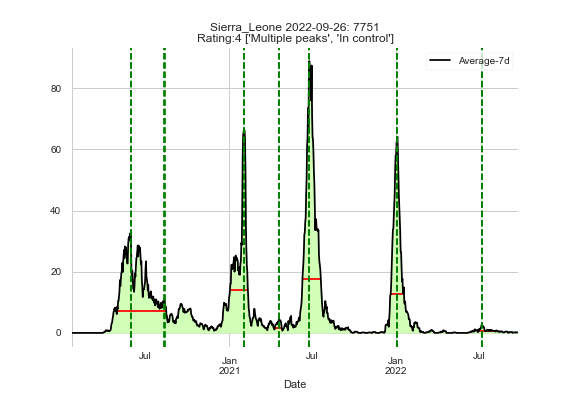 Sierra_Leone 2022-09-26: 7751
Rating:4 ['Multiple peaks', 'In control']
Average-7d
80
60
40
20
0
Jul
Jan
2021
Jul
Jan
2022
Jul
Date